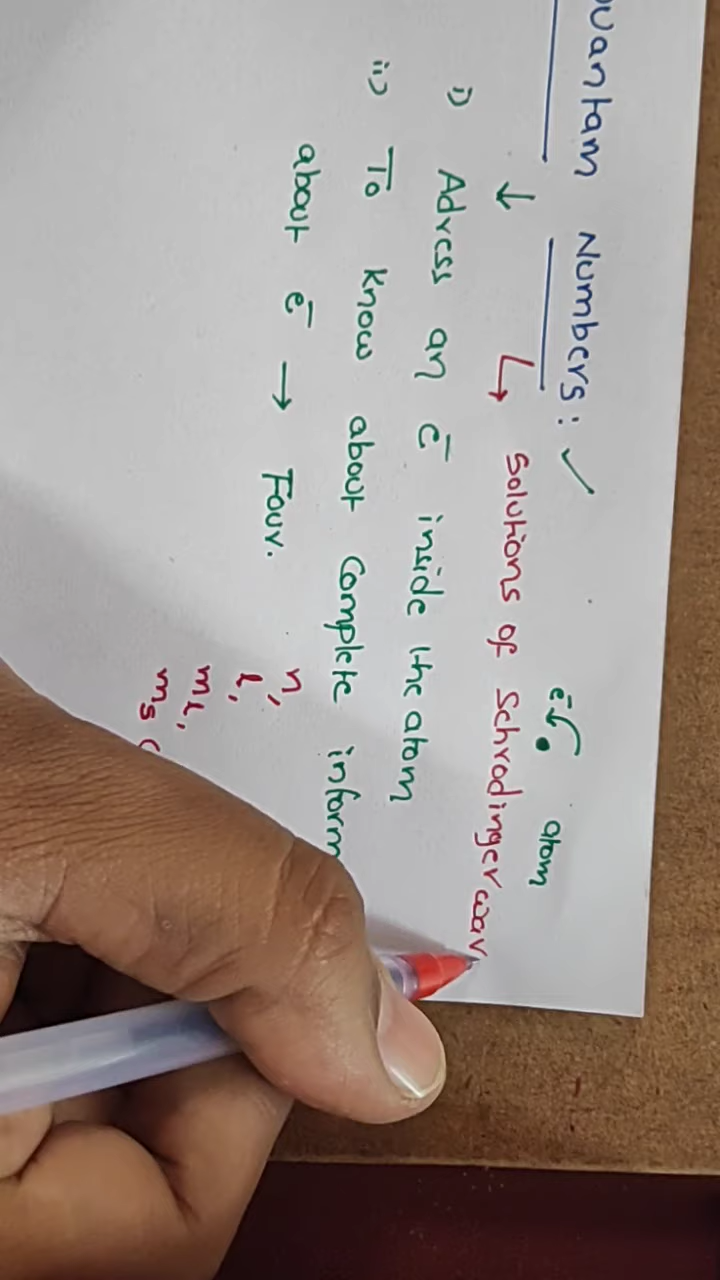 Quantam Numbers: ✓
e⁻ atom
↓ ↳ Solutions of Schrodinger wav
i) Adress an e⁻ inside the atom
ii) To know about complete inform
about e⁻ → Four.
n,
l,
mₗ,
mₛ (